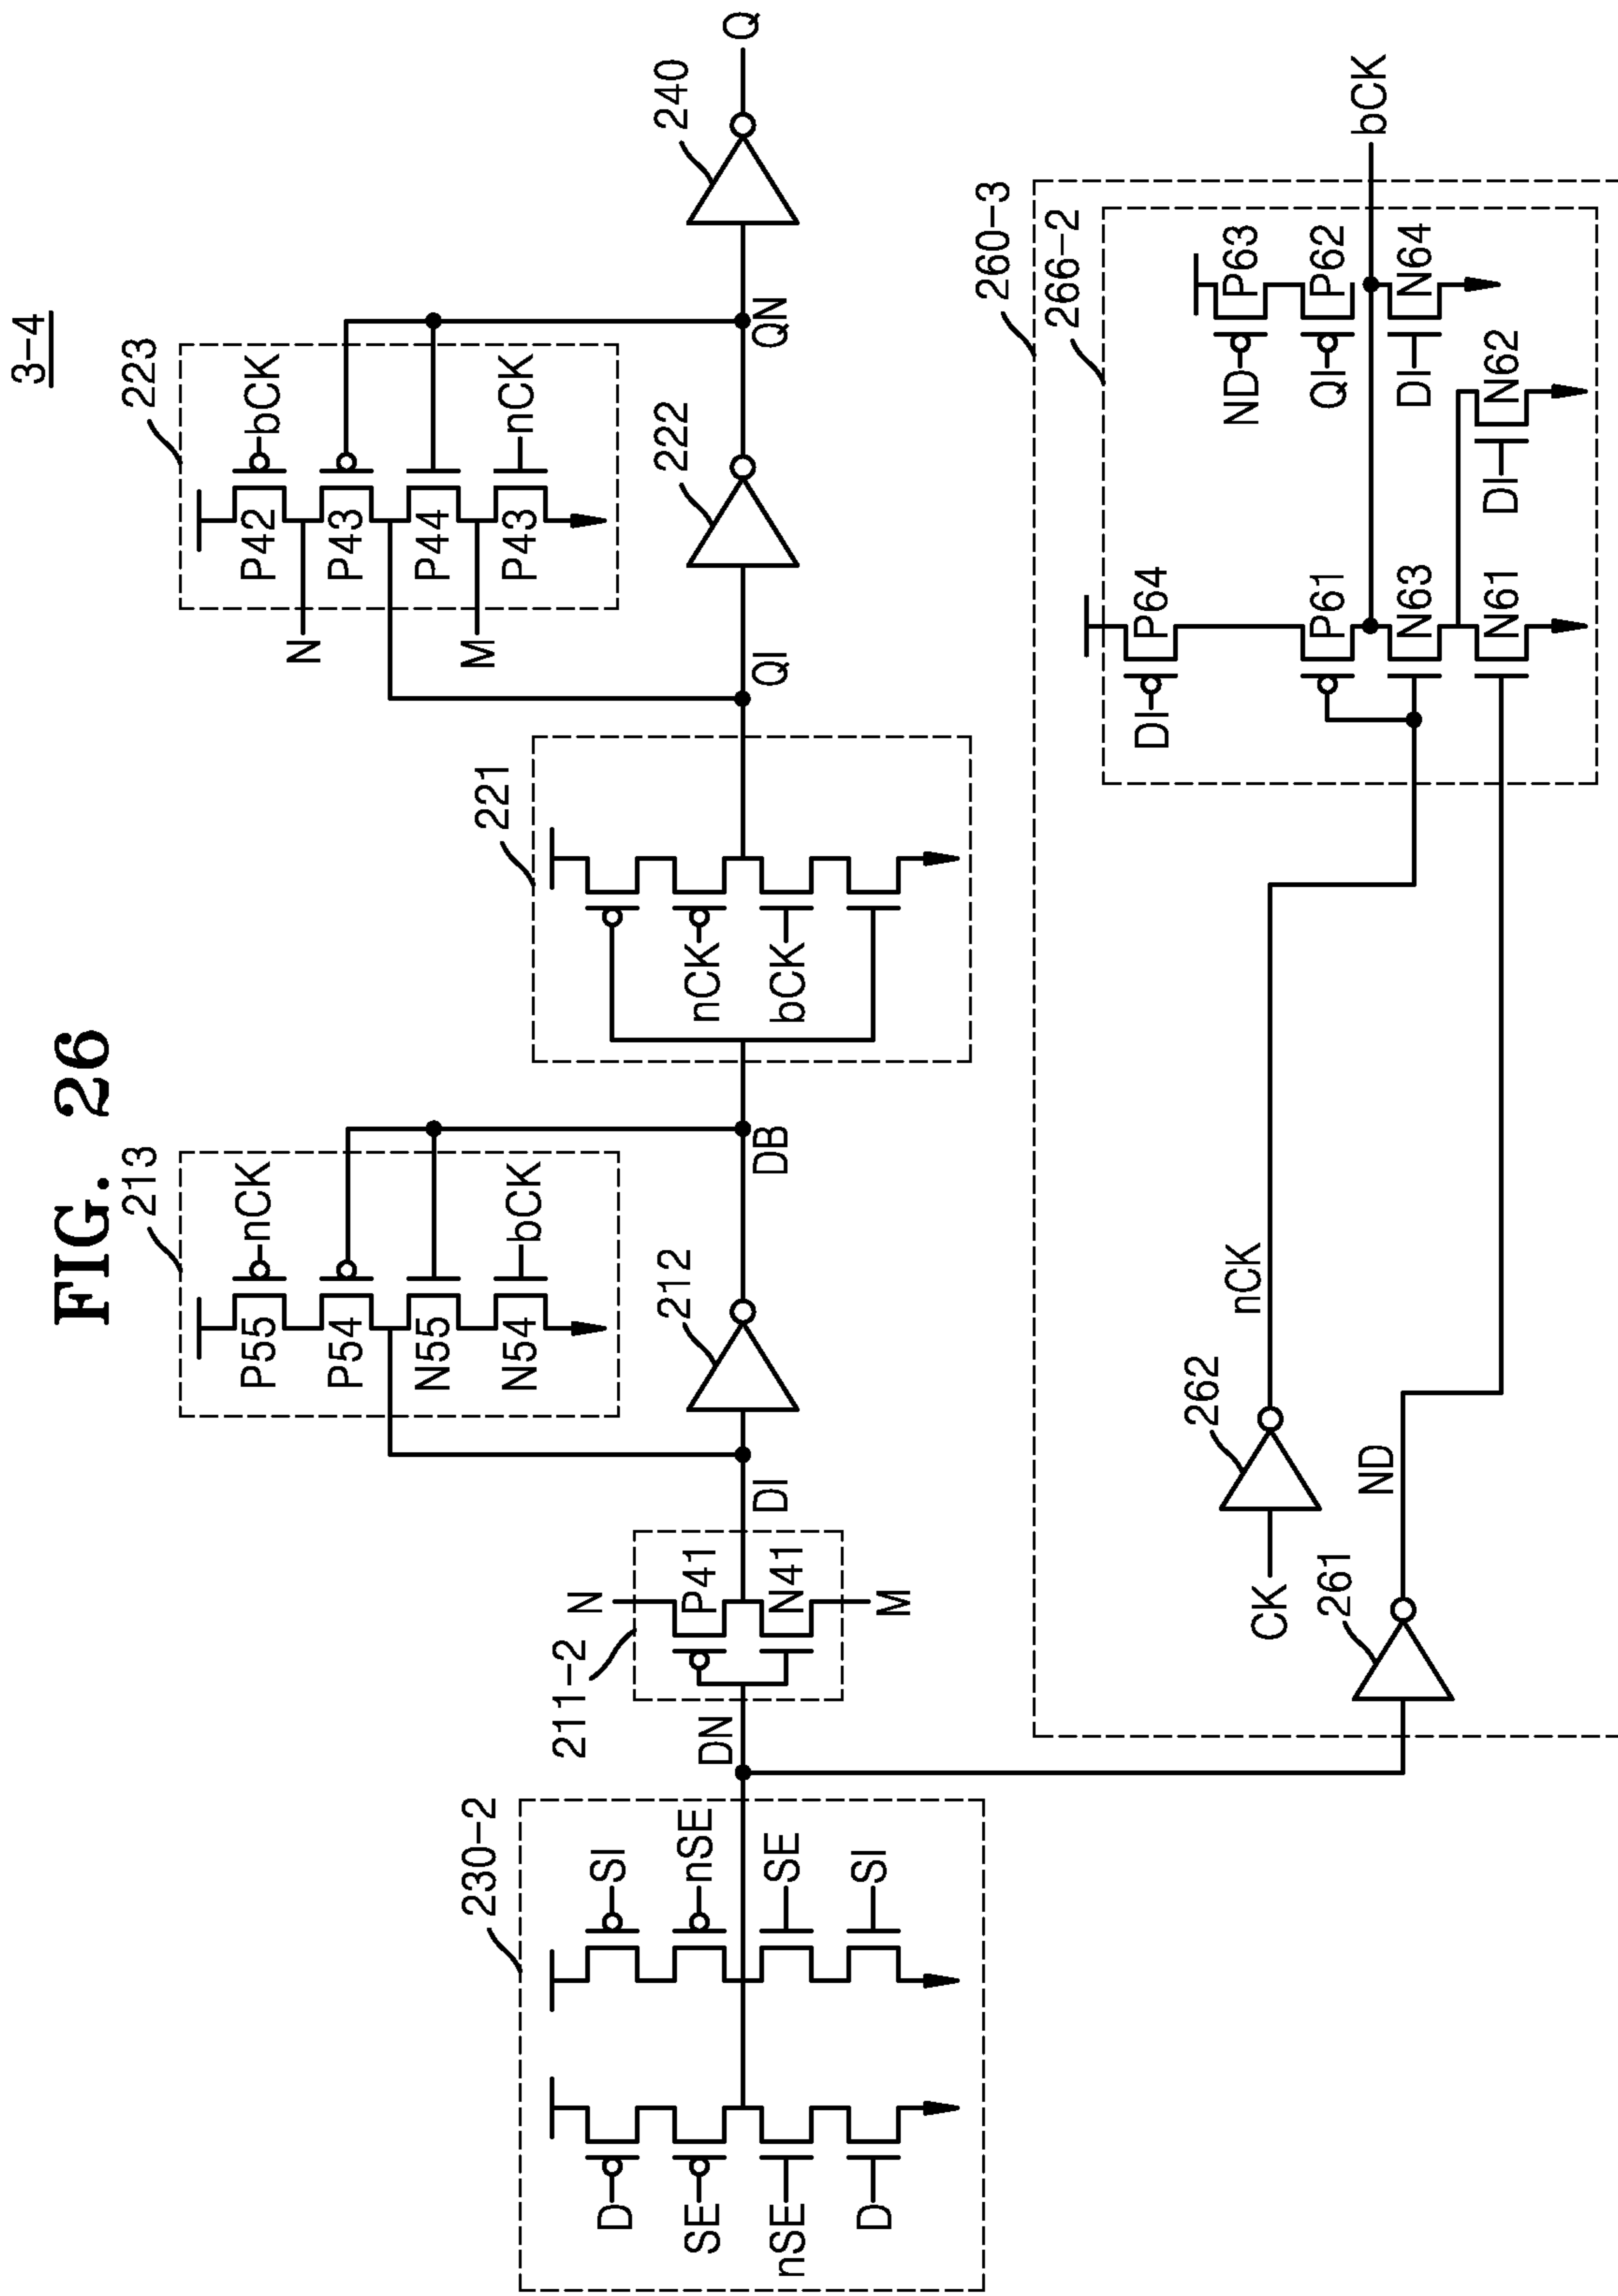 FIG. 26
3-4
230-2
D
SE
nSE
D
SI
nSE
SE
SI
DN
211-2
N
P41
N41
M
DI
213
P55
nCK
P54
N55
N54
bCK
212
DB
221
nCK
bCK
QI
223
P42
bCK
N
P43
P44
M
P43
nCK
222
QN
240
Q
260-3
266-2
261
ND
CK
262
nCK
DI
P64
P61
N63
N61
DI
N62
ND
P63
QI
P62
DI
N64
bCK